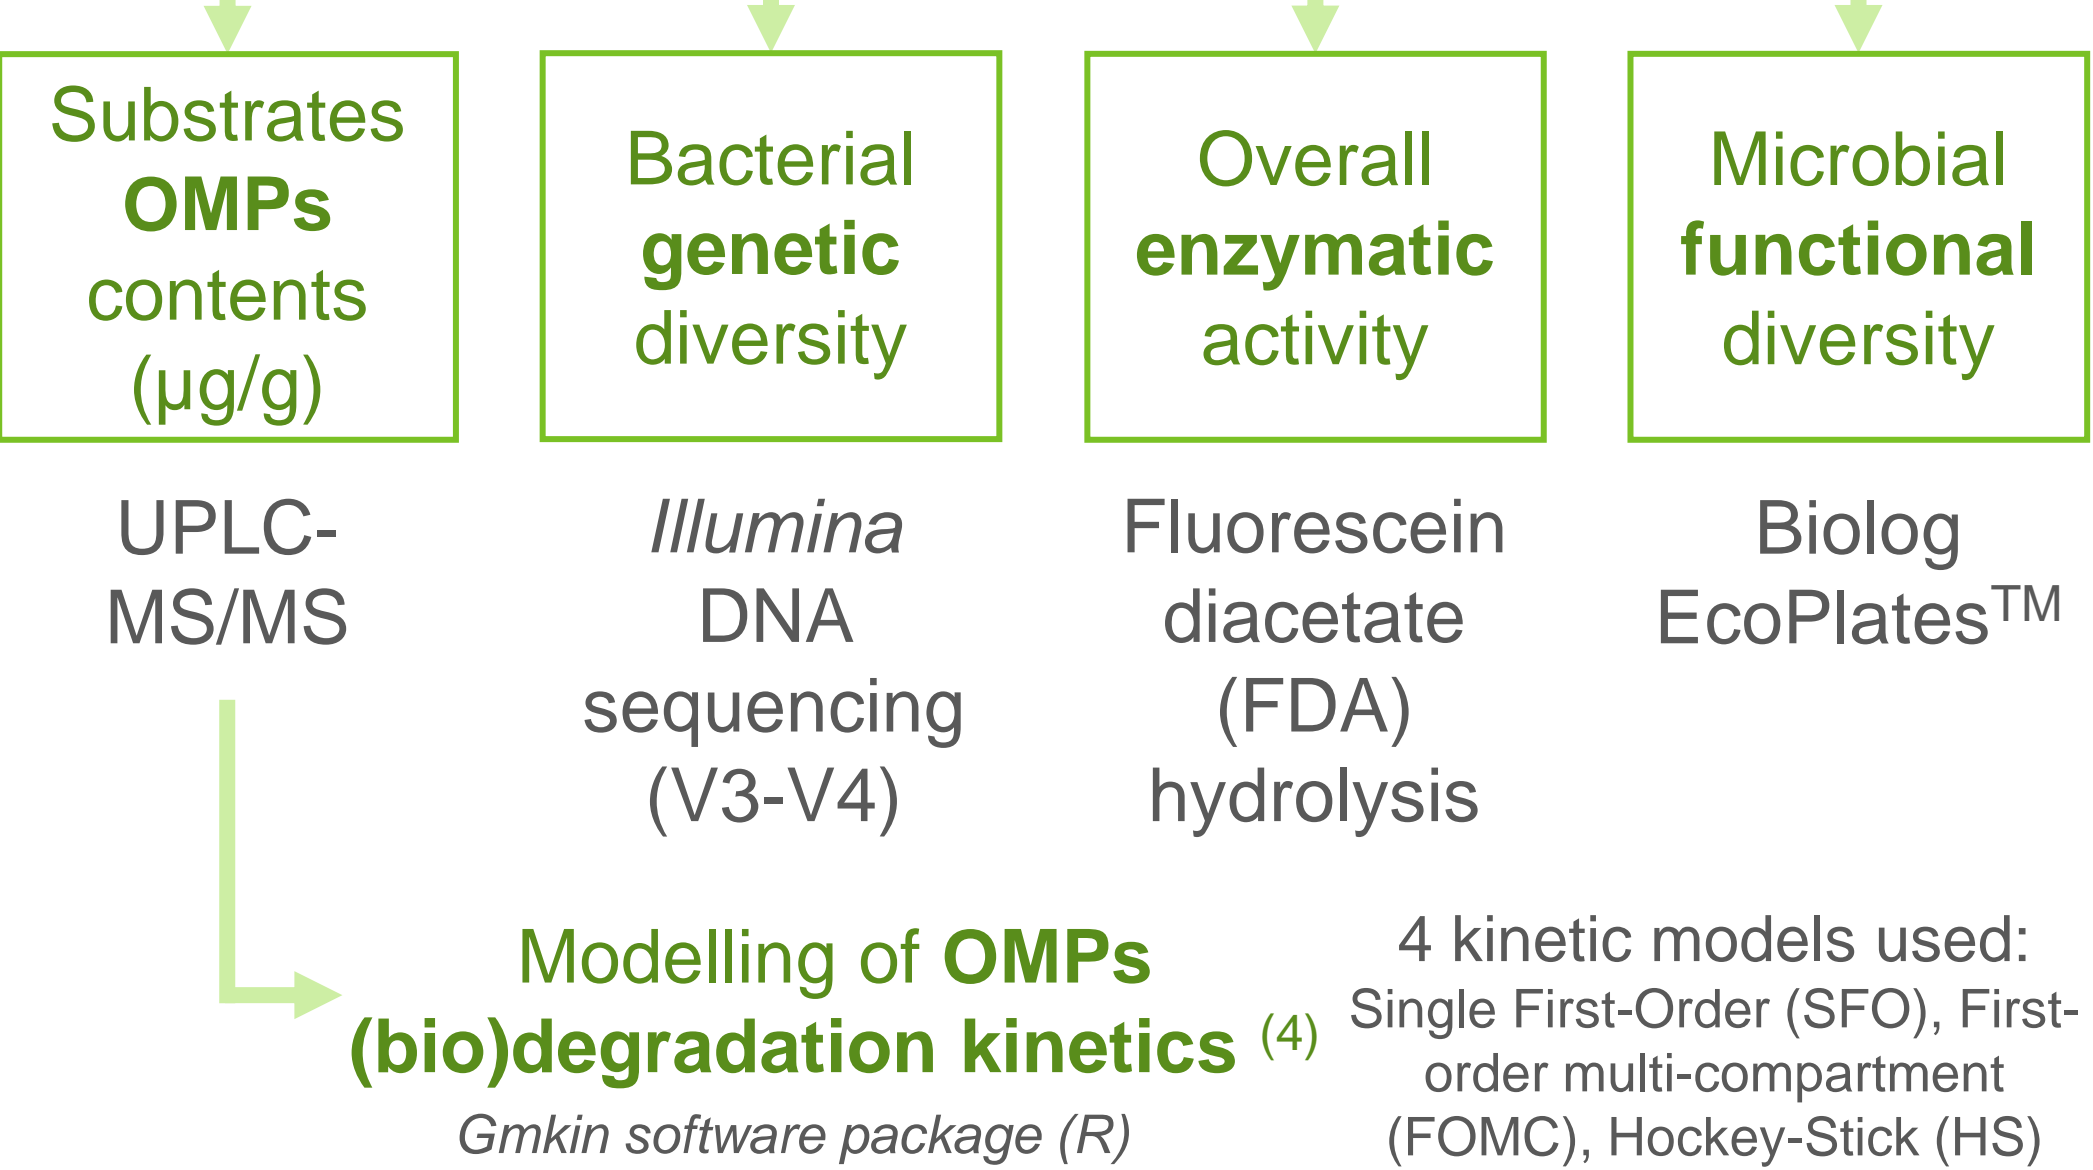 Substrates
OMPs
contents
(µg/g)
Bacterial
genetic
diversity
Overall
enzymatic
activity
Microbial
functional
diversity
UPLC-
MS/MS
Illumina
DNA
sequencing
(V3-V4)
Fluorescein
diacetate
(FDA)
hydrolysis
Biolog
EcoPlatesTM
Modelling of OMPs
(bio)degradation kinetics (4)
Gmkin software package (R)
4 kinetic models used:
Single First-Order (SFO), First-
order multi-compartment
(FOMC), Hockey-Stick (HS)